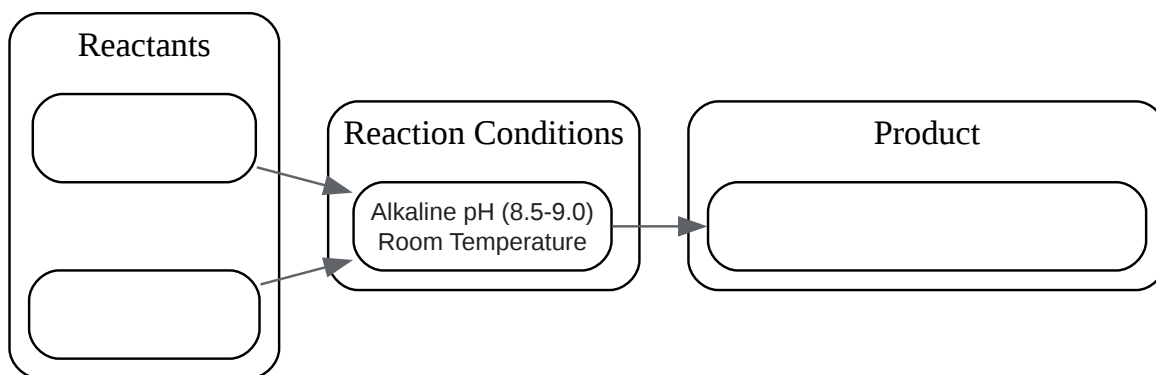 Reactants
Reaction Conditions
Alkaline pH (8.5-9.0)
Room Temperature
Product